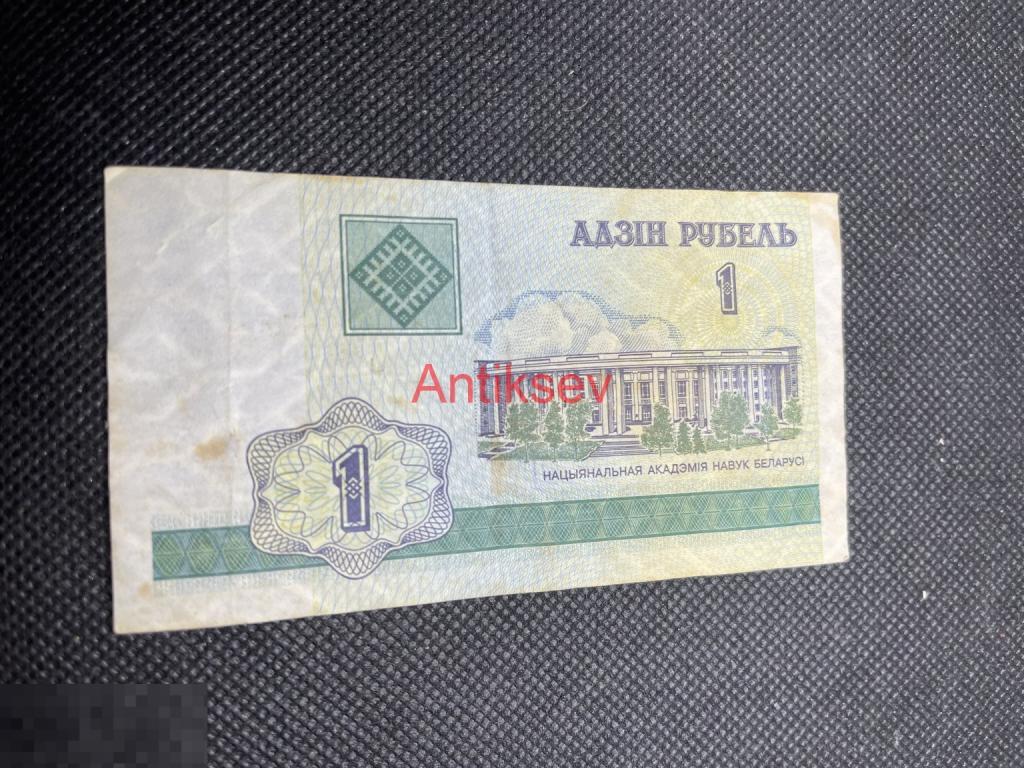 АДЗІН РУБЕЛЬ
1
Antiksev
НАЦЫЯНАЛЬНАЯ АКАДЭМІЯ НАВУК БЕЛАРУСІ
1